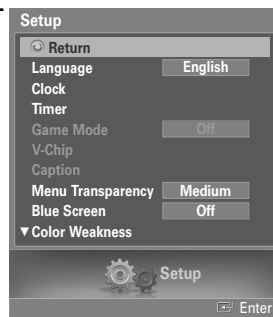 Setup
Return
Language English
Clock
Timer
Game Mode Off
V-Chip
Caption
Menu Transparency Medium
Blue Screen Off
▼Color Weakness
Setup
Enter